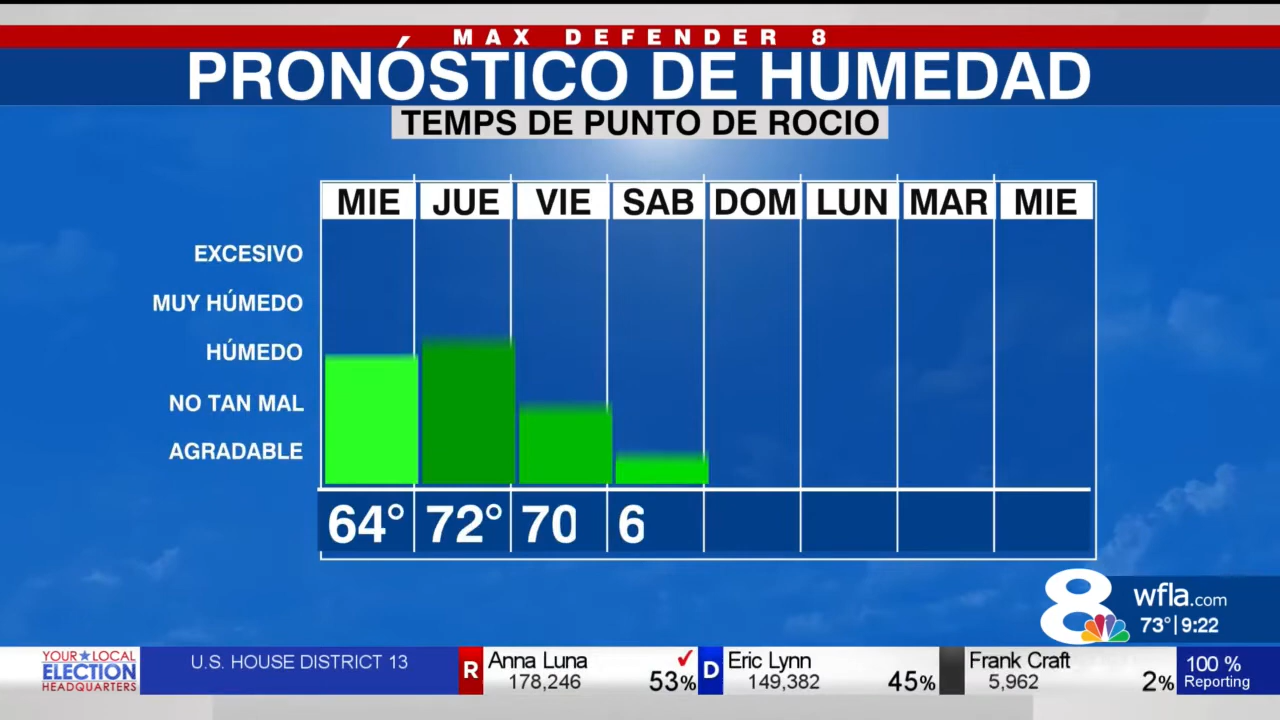 MAX DEFENDER 8
PRONÓSTICO DE HUMEDAD
TEMPS DE PUNTO DE ROCIO
MIE JUE VIE SAB DOM LUN MAR MIE
EXCESIVO
MUY HÚMEDO
HÚMEDO
NO TAN MAL
AGRADABLE
64° 72° 70 6
8 wfla.com
73° | 9:22
YOUR LOCAL
ELECTION
HEADQUARTERS
U.S. HOUSE DISTRICT 13
R Anna Luna
178,246 53%
D Eric Lynn
149,382 45%
Frank Craft
5,962 2%
100 %
Reporting